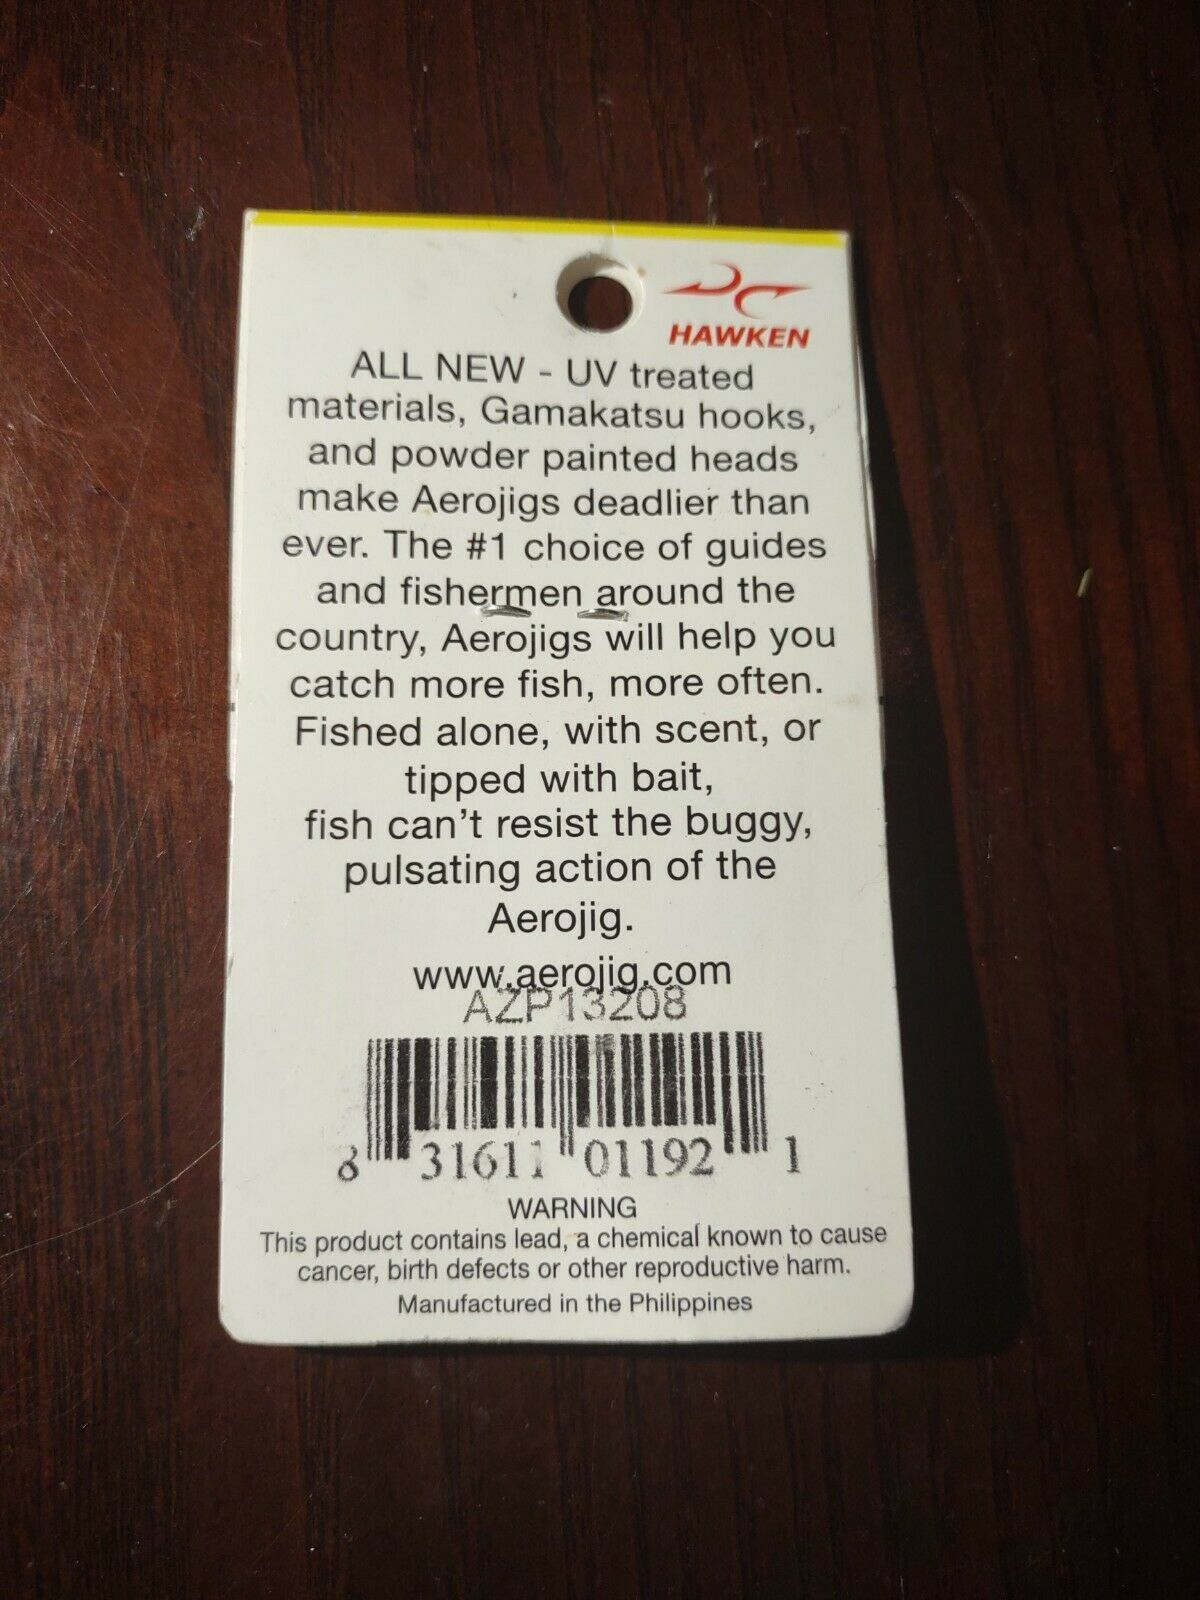 HAWKEN
ALL NEW - UV treated
materials, Gamakatsu hooks,
and powder painted heads
make Aerojigs deadlier than
ever. The #1 choice of guides
and fishermen around the
country, Aerojigs will help you
catch more fish, more often.
Fished alone, with scent, or
tipped with bait,
fish can't resist the buggy,
pulsating action of the
Aerojig.
www.aerojig.com
AZP13208
8 31611 01192 1
WARNING
This product contains lead, a chemical known to cause
cancer, birth defects or other reproductive harm.
Manufactured in the Philippines